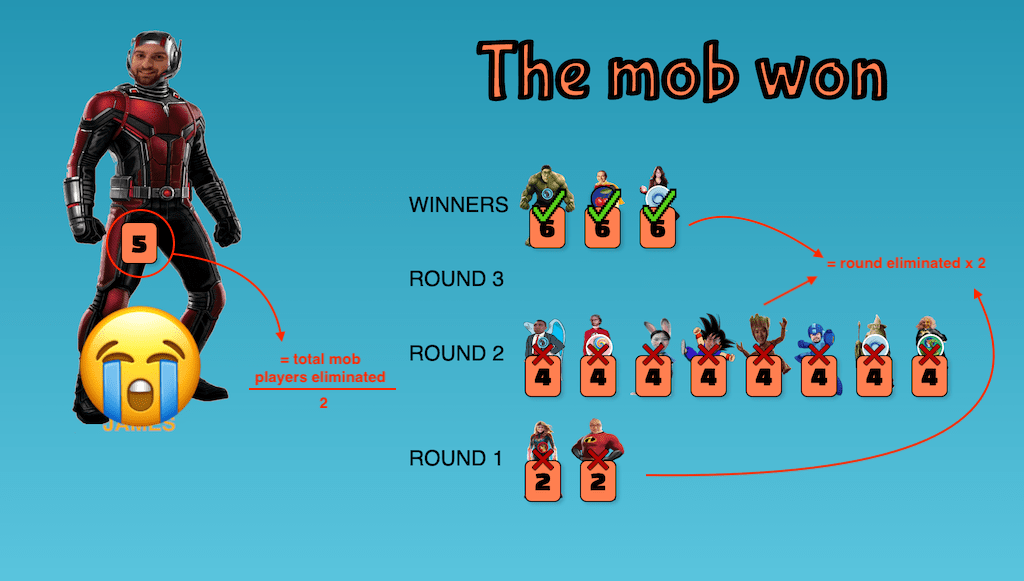 The mob won
5
JAMES
= total mob
players eliminated
2
WINNERS
6 6 6
= round eliminated x 2
ROUND 3
ROUND 2
4 4 4 4 4 4 4 4
ROUND 1
2 2